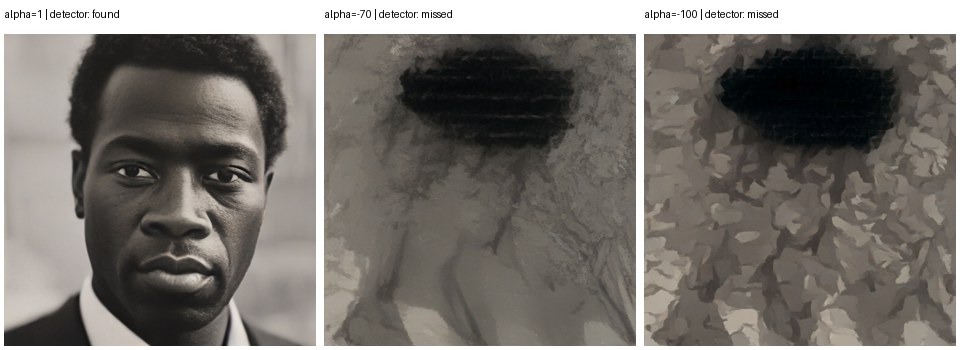 alpha=1 | detector: found
alpha=-70 | detector: missed
alpha=-100 | detector: missed